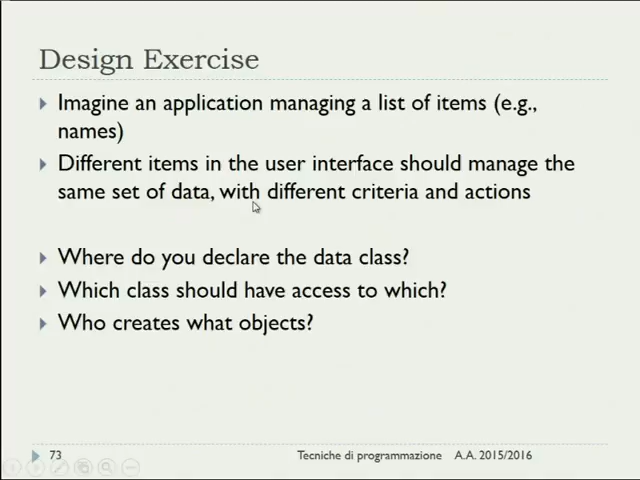 Design Exercise
Imagine an application managing a list of items (e.g.,
names)
Different items in the user interface should manage the
same set of data, with different criteria and actions
Where do you declare the data class?
Which class should have access to which?
Who creates what objects?
73
Tecniche di programmazione A.A. 2015/2016